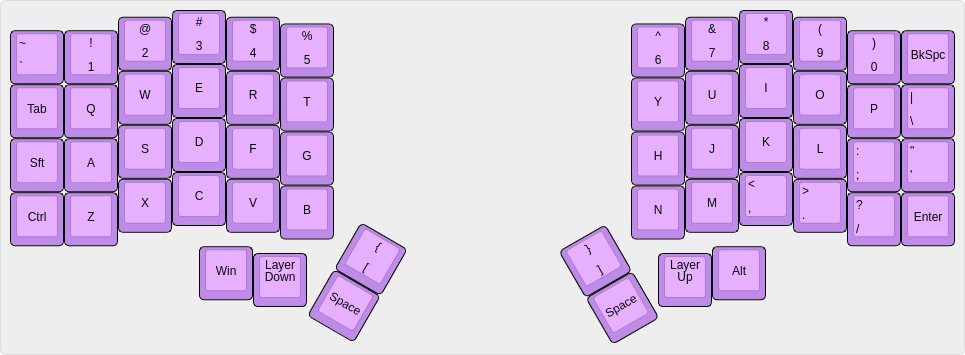 ~
`
!
1
@
2
#
3
$
4
%
5
^
6
&
7
*
8
(
9
)
0
BkSpc
Tab
Q
W
E
R
T
Y
U
I
O
P
|
\
Sft
A
S
D
F
G
H
J
K
L
:
;
"
'
Ctrl
Z
X
C
V
B
N
M
<
,
>
.
?
/
Enter
Win
Layer
Down
{
[
Space
}
]
Space
Layer
Up
Alt